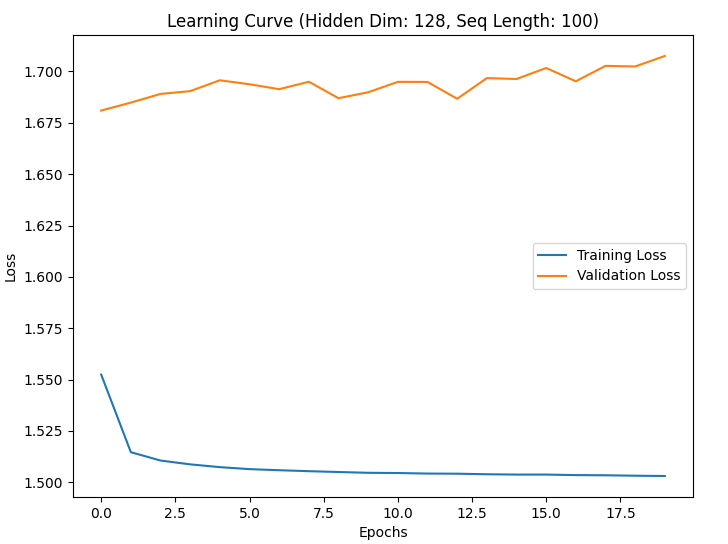 Learning Curve (Hidden Dim: 128, Seq Length: 100)
Loss
1.700
1.675
1.650
1.625
1.600
1.575
1.550
1.525
1.500
Training Loss
Validation Loss
0.0 2.5 5.0 7.5 10.0 12.5 15.0 17.5
Epochs